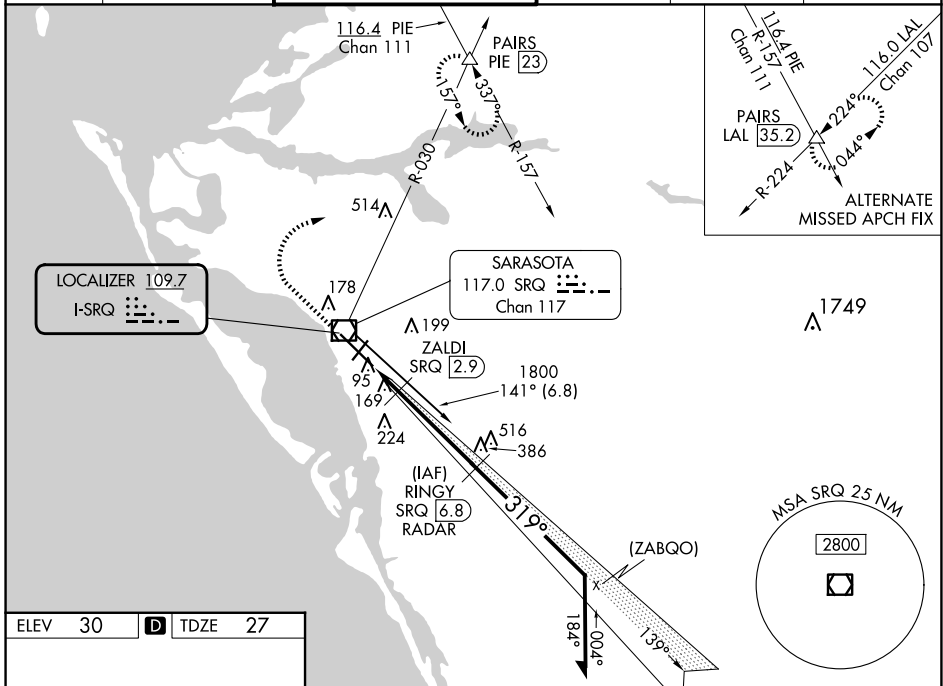 116.4 PIE
Chan 111
PAIRS
PIE 23
157°
337°
R-030
R-157
514
116.4 PIE
R-157
Chan 111
116.0 LAL
Chan 107
PAIRS
LAL 35.2
224°
044°
R-224
ALTERNATE
MISSED APCH FIX
LOCALIZER 109.7
I-SRQ
178
SARASOTA
117.0 SRQ
Chan 117
199
1749
ZALDI
SRQ 2.9
95
169
224
1800
141° (6.8)
516
386
(IAF)
RINGY
SRQ 6.8
RADAR
319°
(ZABQO)
X
184°
004°
139°
MSA SRQ 25 NM
2800
ELEV 30 D TDZE 27